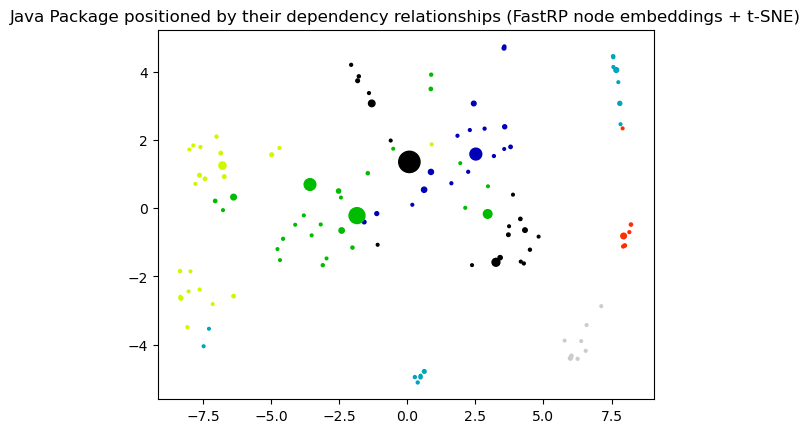 Java Package positioned by their dependency relationships (FastRP node embeddings + t-SNE)
4
2
0
−2
−4
−7.5 −5.0 −2.5 0.0 2.5 5.0 7.5